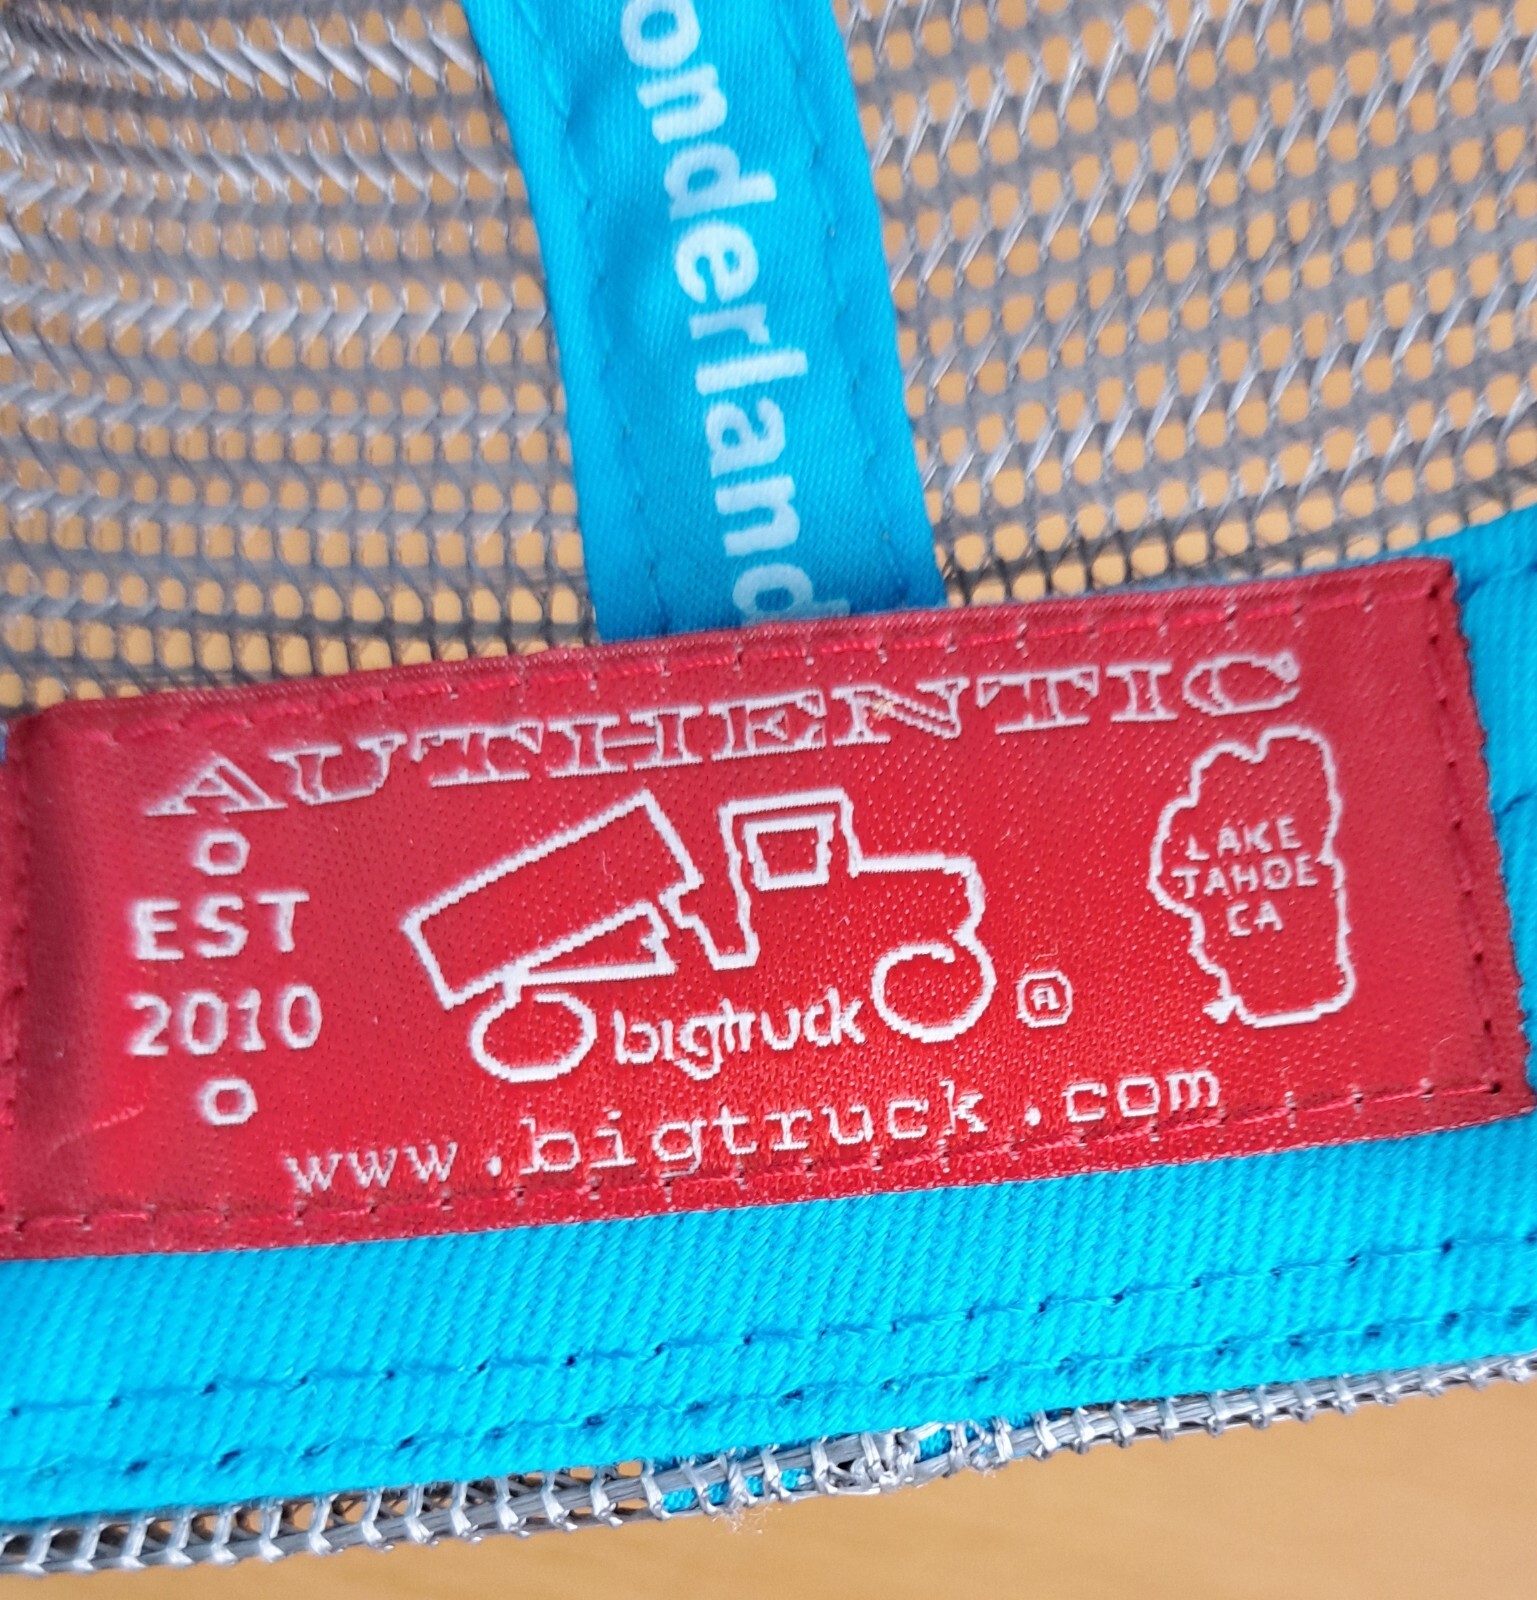 onderland
AUTHENTIC
EST
2010
bigtruck ®
LAKE
TAHOE
CA
www.bigtruck.com